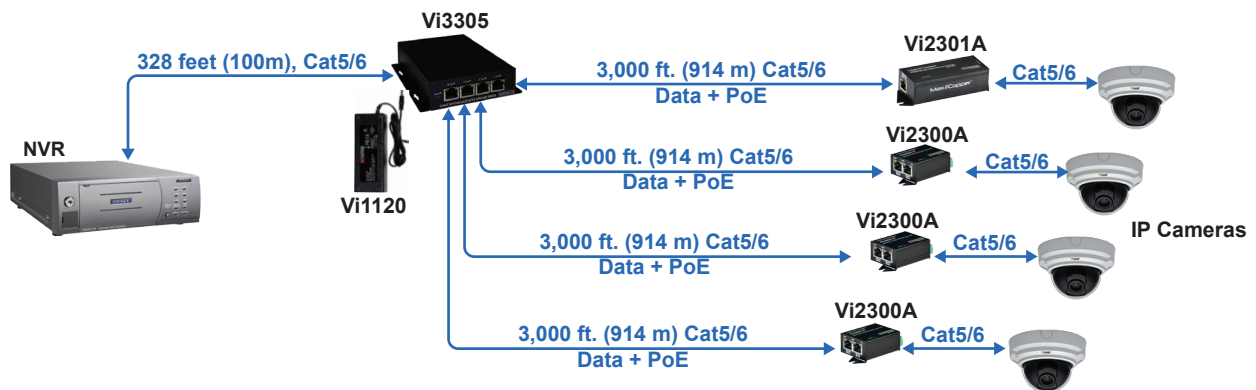 Vi3305
328 feet (100m), Cat5/6
NVR
Vi1120
3,000 ft. (914 m) Cat5/6
Data + PoE
Vi2301A
MaxiiCopper
Cat5/6
3,000 ft. (914 m) Cat5/6
Data + PoE
Vi2300A
Cat5/6
IP Cameras
3,000 ft. (914 m) Cat5/6
Data + PoE
Vi2300A
Cat5/6
3,000 ft. (914 m) Cat5/6
Data + PoE
Vi2300A
Cat5/6